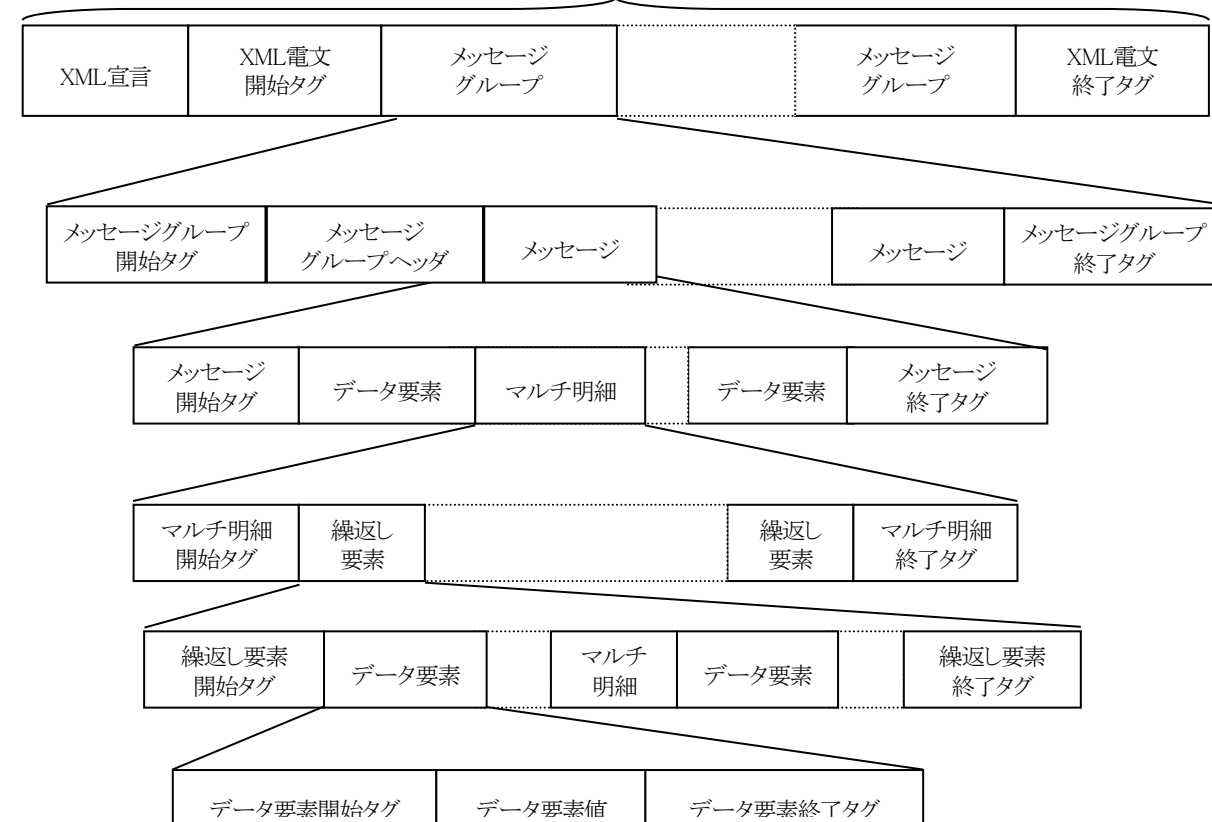 XML宣言
XML電文
開始タグ
メッセージ
グループ
メッセージ
グループ
XML電文
終了タグ
メッセージグループ
開始タグ
メッセージ
グループヘッダ
メッセージ
メッセージ
メッセージグループ
終了タグ
メッセージ
開始タグ
データ要素
マルチ明細
データ要素
メッセージ
終了タグ
マルチ明細
開始タグ
繰返し
要素
繰返し
要素
マルチ明細
終了タグ
繰返し要素
開始タグ
データ要素
マルチ
明細
データ要素
繰返し要素
終了タグ
データ要素開始タグ
データ要素値
データ要素終了タグ